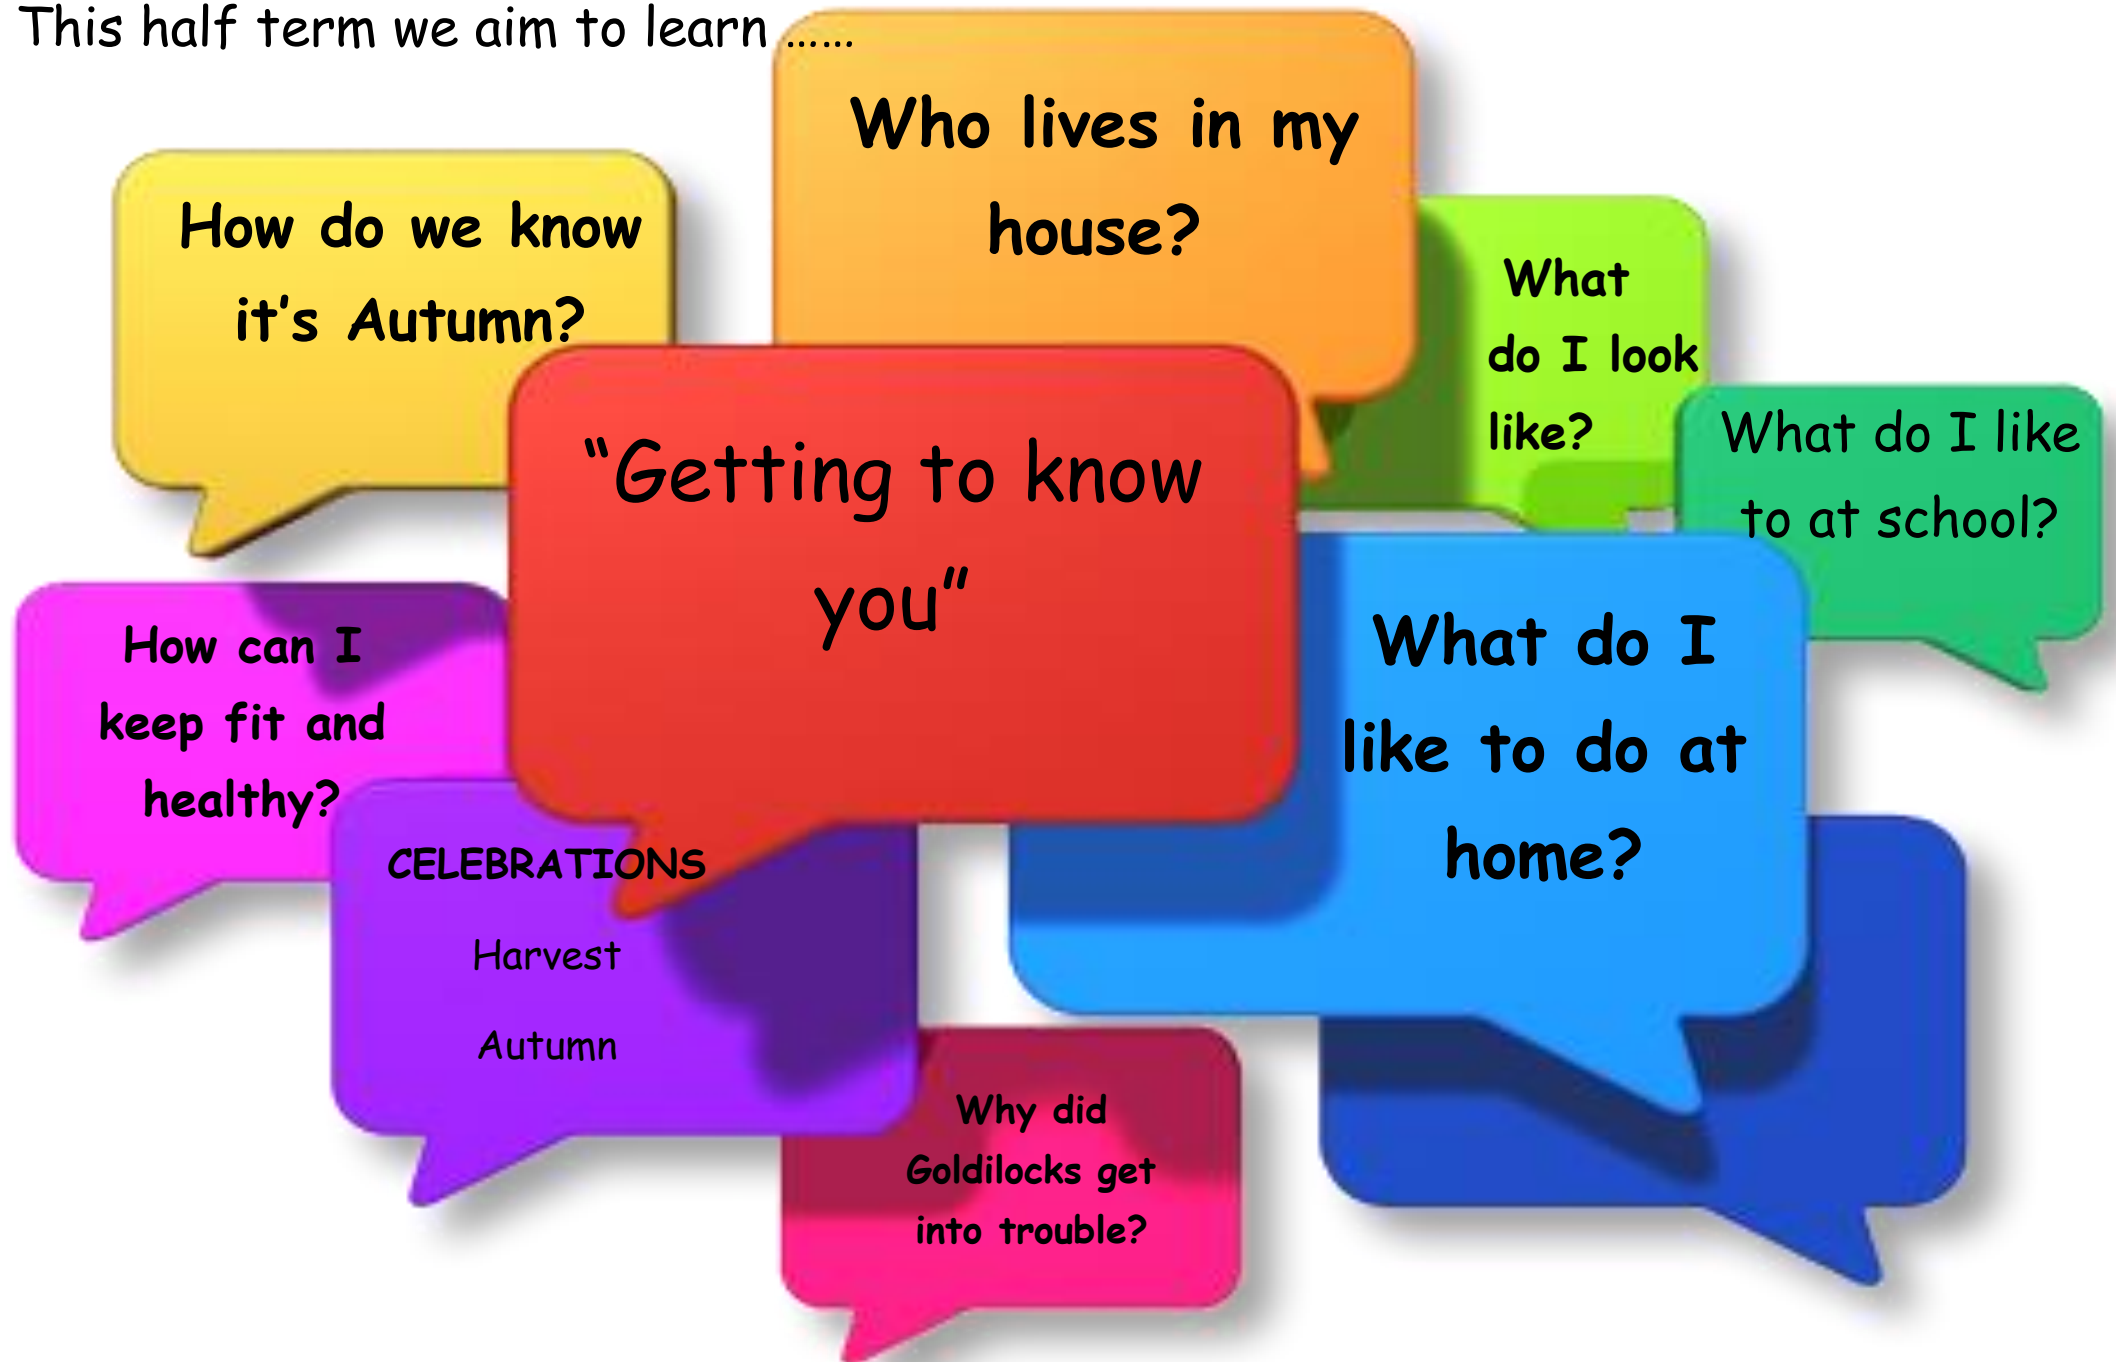 This half term we aim to learn ......
Who lives in my
house?
How do we know
it's Autumn?
What
do I look
like?
What do I like
to at school?
"Getting to know
you"
How can I
keep fit and
healthy?
What do I
like to do at
home?
CELEBRATIONS
Harvest
Autumn
Why did
Goldilocks get
into trouble?